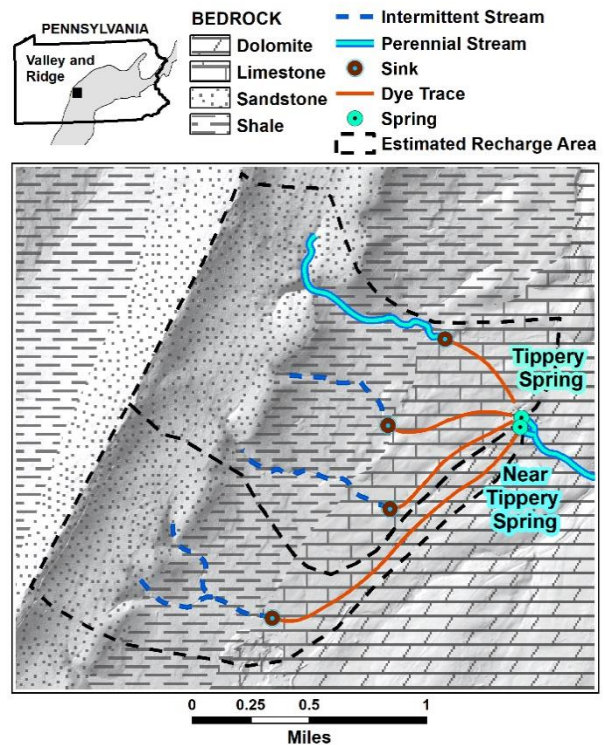 PENNSYLVANIA
Valley and
Ridge
BEDROCK
Dolomite
Limestone
Sandstone
Shale
Intermittent Stream
Perennial Stream
Sink
Dye Trace
Spring
Estimated Recharge Area
Tippery
Spring
Near
Tippery
Spring
0 0.25 0.5 1
Miles